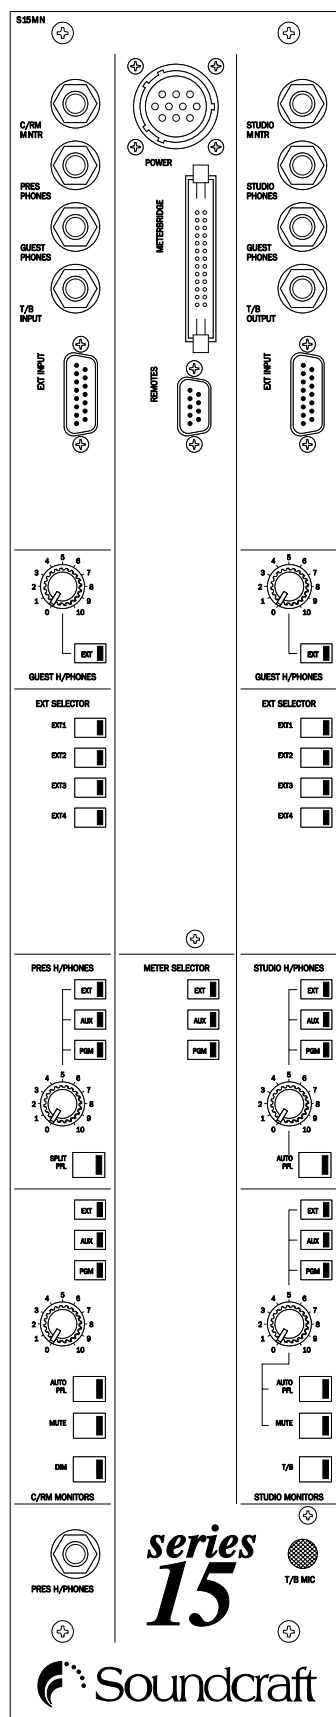 S15MN
C/RM
MNTR
PRES
PHONES
GUEST
PHONES
T/B
INPUT
EXT INPUT
POWER
METERBRIDGE
REMOTES
STUDIO
MNTR
STUDIO
PHONES
GUEST
PHONES
T/B
OUTPUT
EXT INPUT
0 1 2 3 4 5 6 7 8 9 10
EXT
GUEST H/PHONES
0 1 2 3 4 5 6 7 8 9 10
EXT
GUEST H/PHONES
EXT SELECTOR
EXT1
EXT2
EXT3
EXT4
EXT SELECTOR
EXT1
EXT2
EXT3
EXT4
PRES H/PHONES
EXT
AUX
PGM
0 1 2 3 4 5 6 7 8 9 10
SPLIT
PFL
METER SELECTOR
EXT
AUX
PGM
STUDIO H/PHONES
EXT
AUX
PGM
0 1 2 3 4 5 6 7 8 9 10
AUTO
PFL
EXT
AUX
PGM
0 1 2 3 4 5 6 7 8 9 10
AUTO
PFL
MUTE
DIM
C/RM MONITORS
EXT
AUX
PGM
0 1 2 3 4 5 6 7 8 9 10
AUTO
PFL
MUTE
T/B
STUDIO MONITORS
PRES H/PHONES
series
15
T/B MIC
Soundcraft